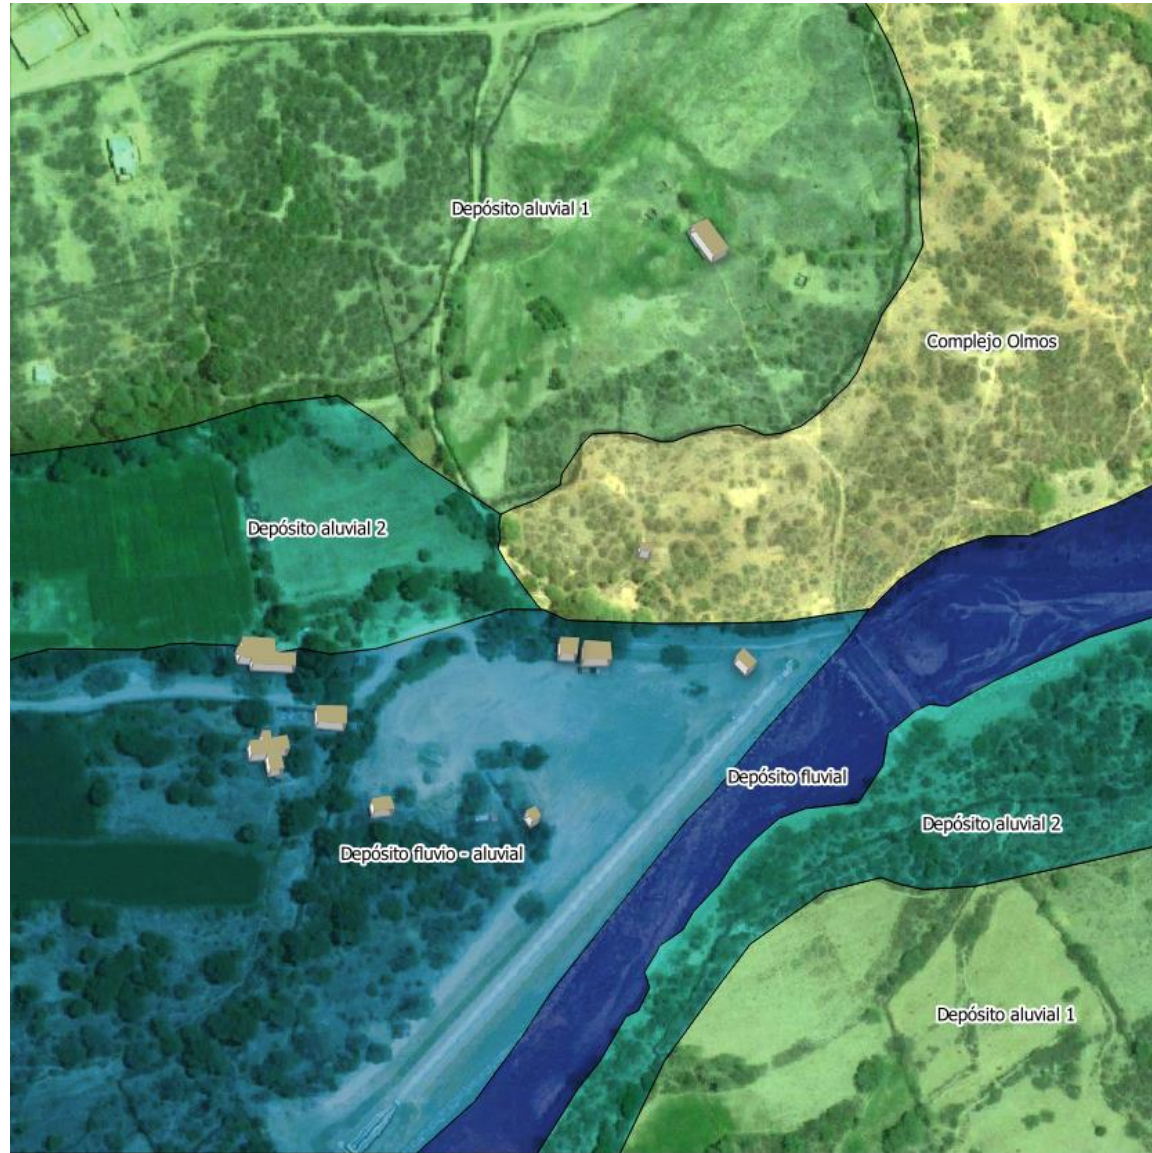 Depósito aluvial 1
Complejo Olmos
Depósito aluvial 2
Depósito fluvial
Depósito aluvial 2
Depósito fluvio - aluvial
Depósito aluvial 1